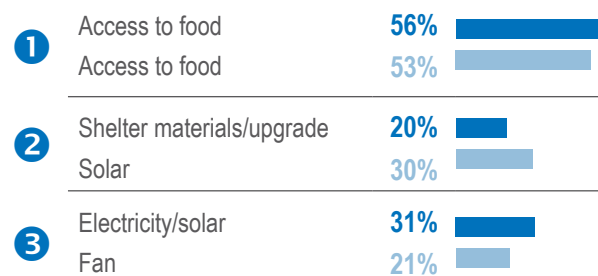 1
Access to food 56%
Access to food 53%
2
Shelter materials/upgrade 20%
Solar 30%
3
Electricity/solar 31%
Fan 21%